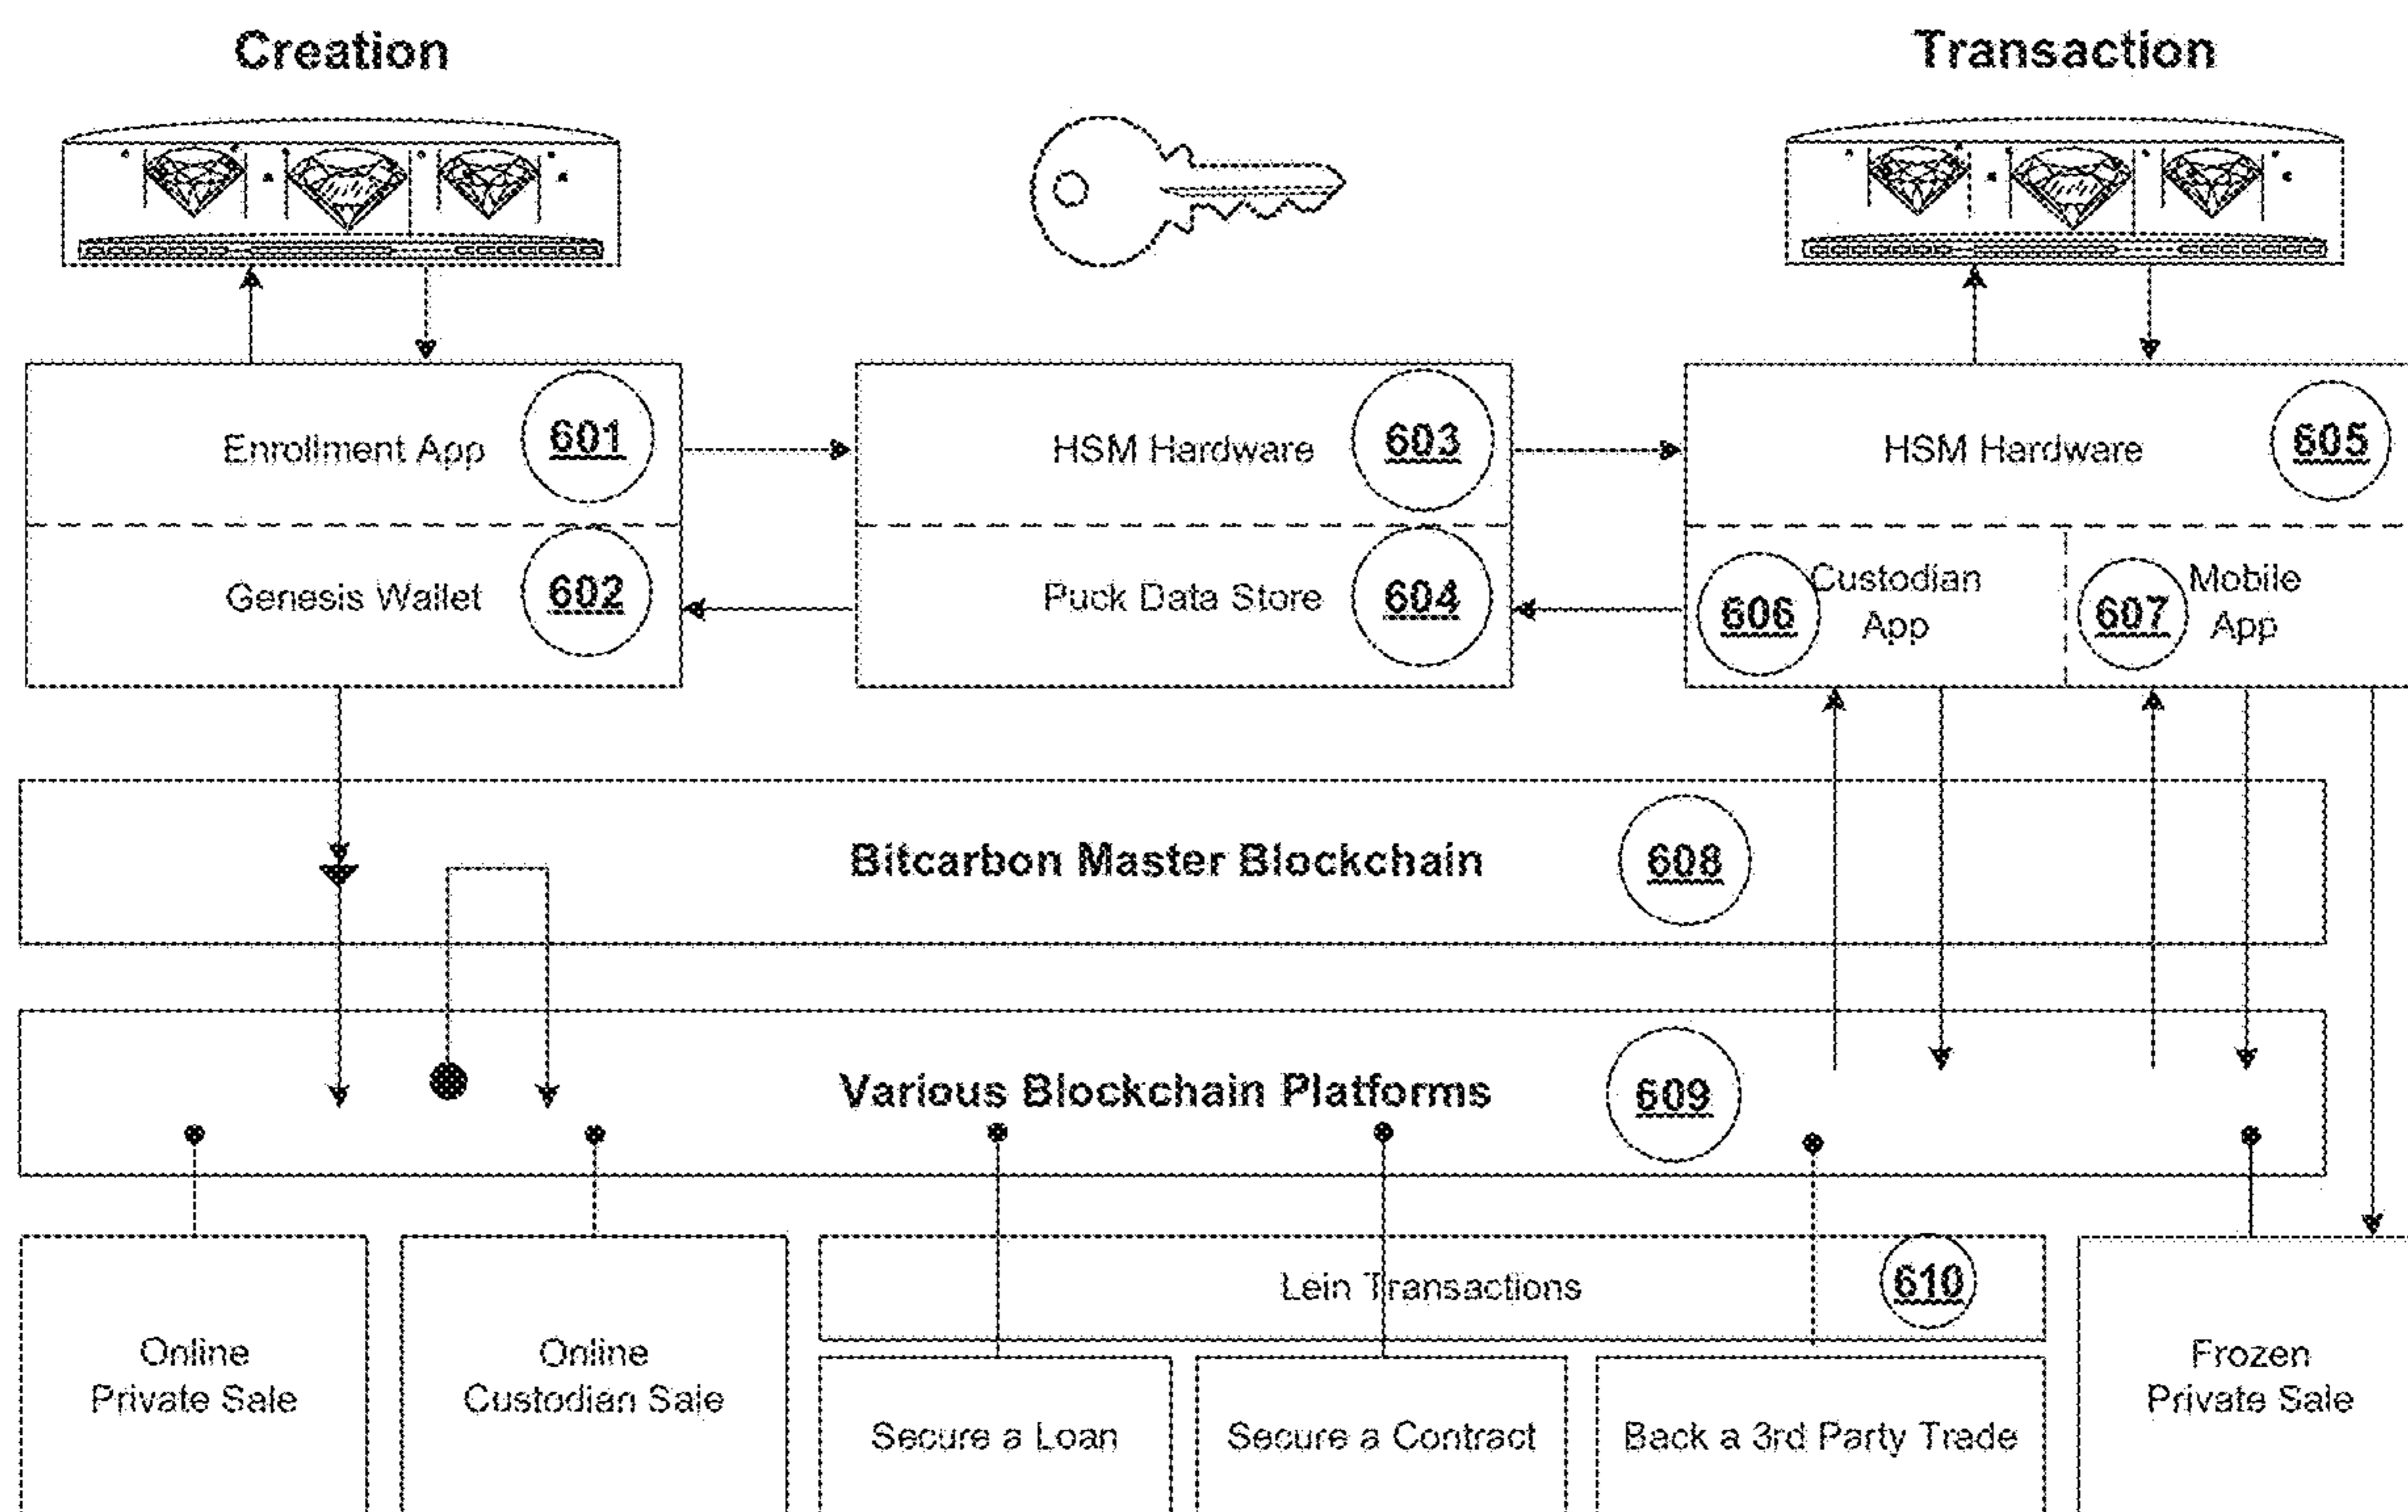 Creation
Transaction
Enrollment App 601
HSM Hardware 603
HSM Hardware 605
Genesis Wallet 602
Puck Data Store 604
606 Custodian
App
607 Mobile
App
Bitcarbon Master Blockchain 608
Various Blockchain Platforms 609
Lein Transactions 610
Online
Private Sale
Online
Custodian Sale
Secure a Loan
Secure a Contract
Back a 3rd Party Trade
Frozen
Private Sale